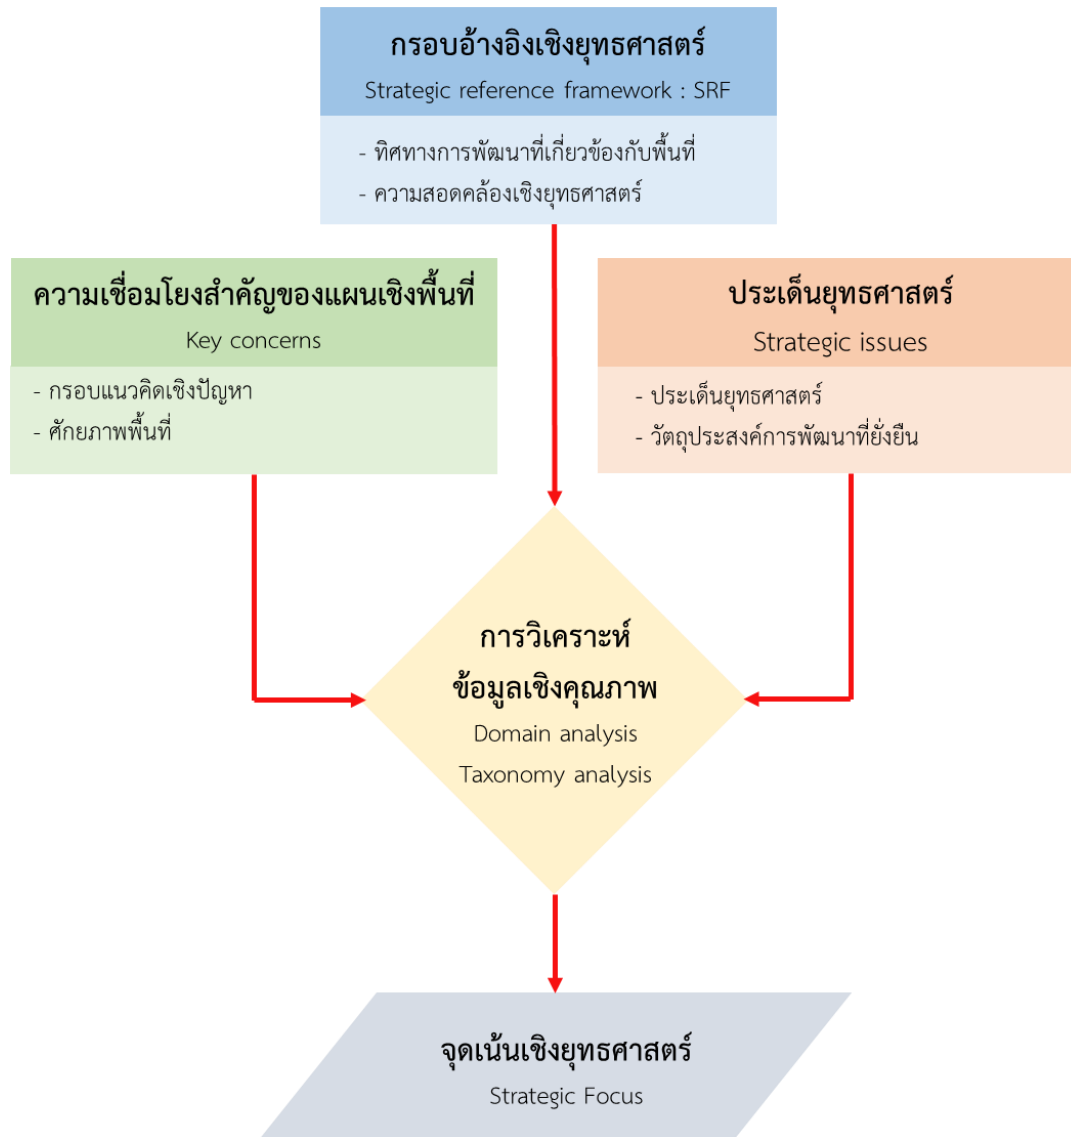 กรอบอ้างอิงเชิงยุทธศาสตร์
Strategic reference framework : SRF
- ทิศทางการพัฒนาที่เกี่ยวข้องกับพื้นที่
- ความสอดคล้องเชิงยุทธศาสตร์
ความเชื่อมโยงสำคัญของแผนเชิงพื้นที่
Key concerns
- กรอบแนวคิดเชิงปัญหา
- ศักยภาพพื้นที่
ประเด็นยุทธศาสตร์
Strategic issues
- ประเด็นยุทธศาสตร์
- วัตถุประสงค์การพัฒนาที่ยั่งยืน
การวิเคราะห์
ข้อมูลเชิงคุณภาพ
Domain analysis
Taxonomy analysis
จุดเน้นเชิงยุทธศาสตร์
Strategic Focus